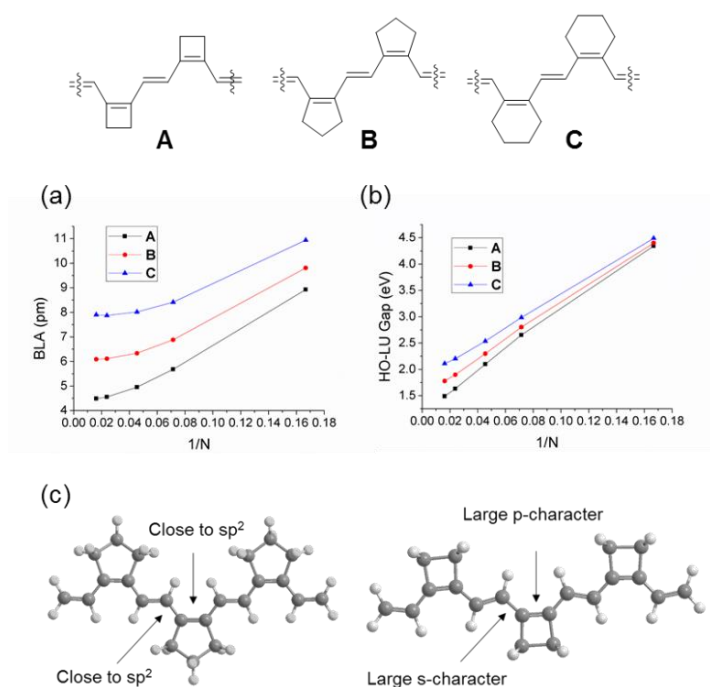 A
B
C
(a)
(b)
BLA (pm)
11
10
9
8
7
6
5
4
A
B
C
0.00 0.02 0.04 0.06 0.08 0.10 0.12 0.14 0.16 0.18
1/N
HO-LU Gap (eV)
4.5
4.0
3.5
3.0
2.5
2.0
1.5
A
B
C
0.00 0.02 0.04 0.06 0.08 0.10 0.12 0.14 0.16 0.18
1/N
(c)
Close to sp²
Close to sp²
Large p-character
Large s-character